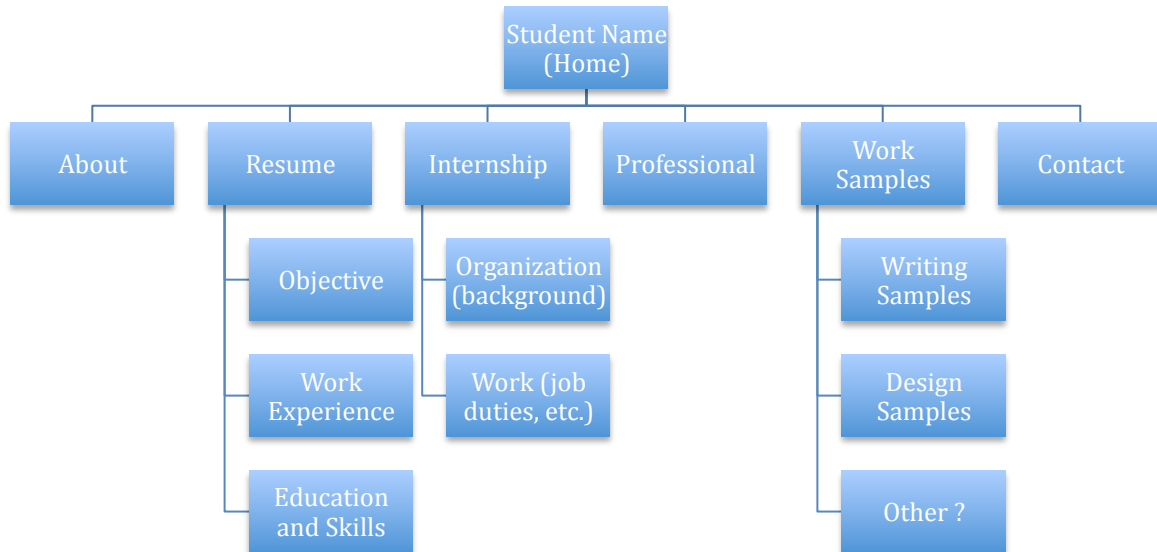 Student Name
(Home)
About
Resume
Internship
Professional
Work
Samples
Contact
Objective
Organization
(background)
Writing
Samples
Work
Experience
Work (job
duties, etc.)
Design
Samples
Education
and Skills
Other ?